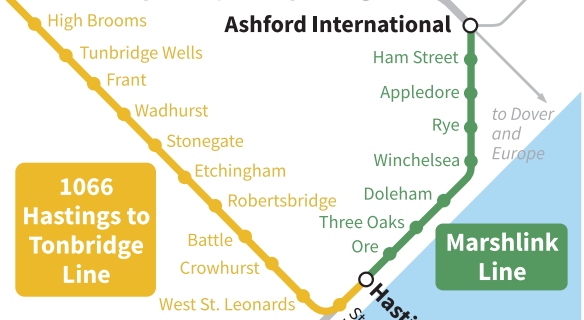 High Brooms
Ashford International
Tunbridge Wells
Ham Street
Frant
Appledore
Wadhurst
to Dover
and
Europe
Rye
Stonegate
Winchelsea
Etchingham
1066
Hastings to
Tonbridge
Line
Doleham
Robertsbridge
Three Oaks
Battle
Ore
Marshlink
Line
Crowhurst
West St. Leonards